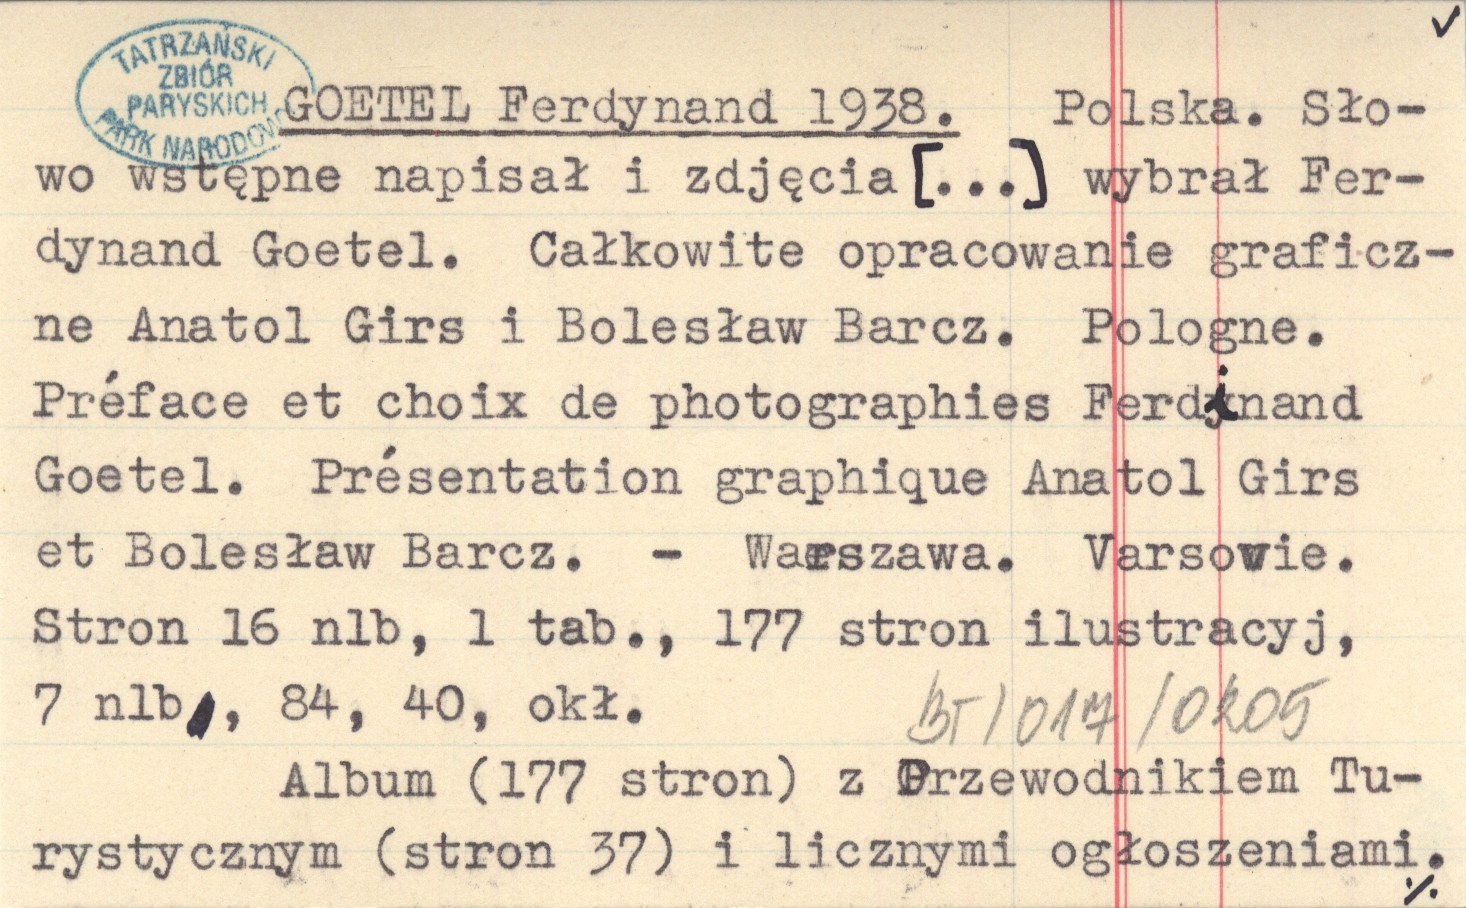 ✓
TATRZAŃSKI
ZBIÓR
PARYSKICH
PARK NARODOW
GOETEL Ferdynand 1938. Polska. Sło-
wo wstępne napisał i zdjęcia [...] wybrał Fer-
dynand Goetel. Całkowite opracowanie graficz-
ne Anatol Girs i Bolesław Barcz. Pologne.
Préface et choix de photographies Ferdinand
Goetel. Présentation graphique Anatol Girs
et Bolesław Barcz. - Warszawa. Varsovie.
Stron 16 nlb, 1 tab., 177 stron ilustracyj,
7 nlb, 84, 40, okł.
BT/017/0205
Album (177 stron) z Przewodnikiem Tu-
rystycznym (stron 37) i licznymi ogłoszeniami.
%